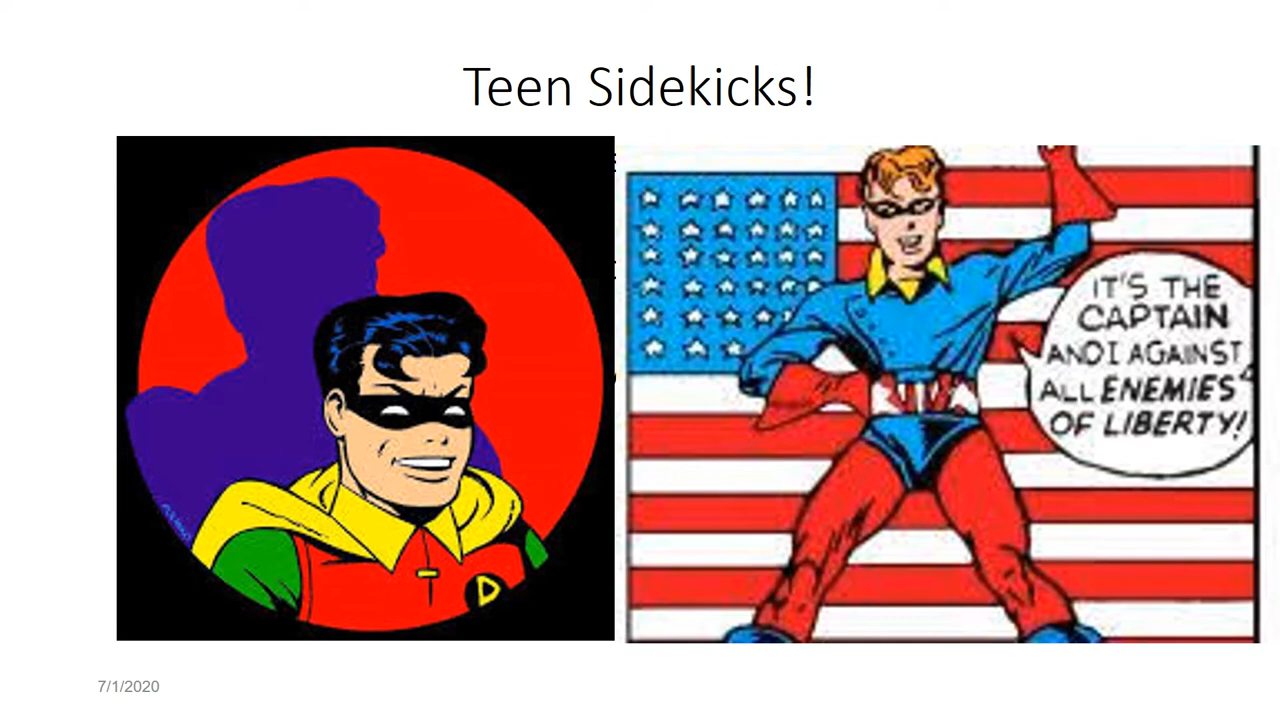 Teen Sidekicks!
IT'S THE
CAPTAIN
AND I AGAINST
ALL ENEMIES
OF LIBERTY!
7/1/2020